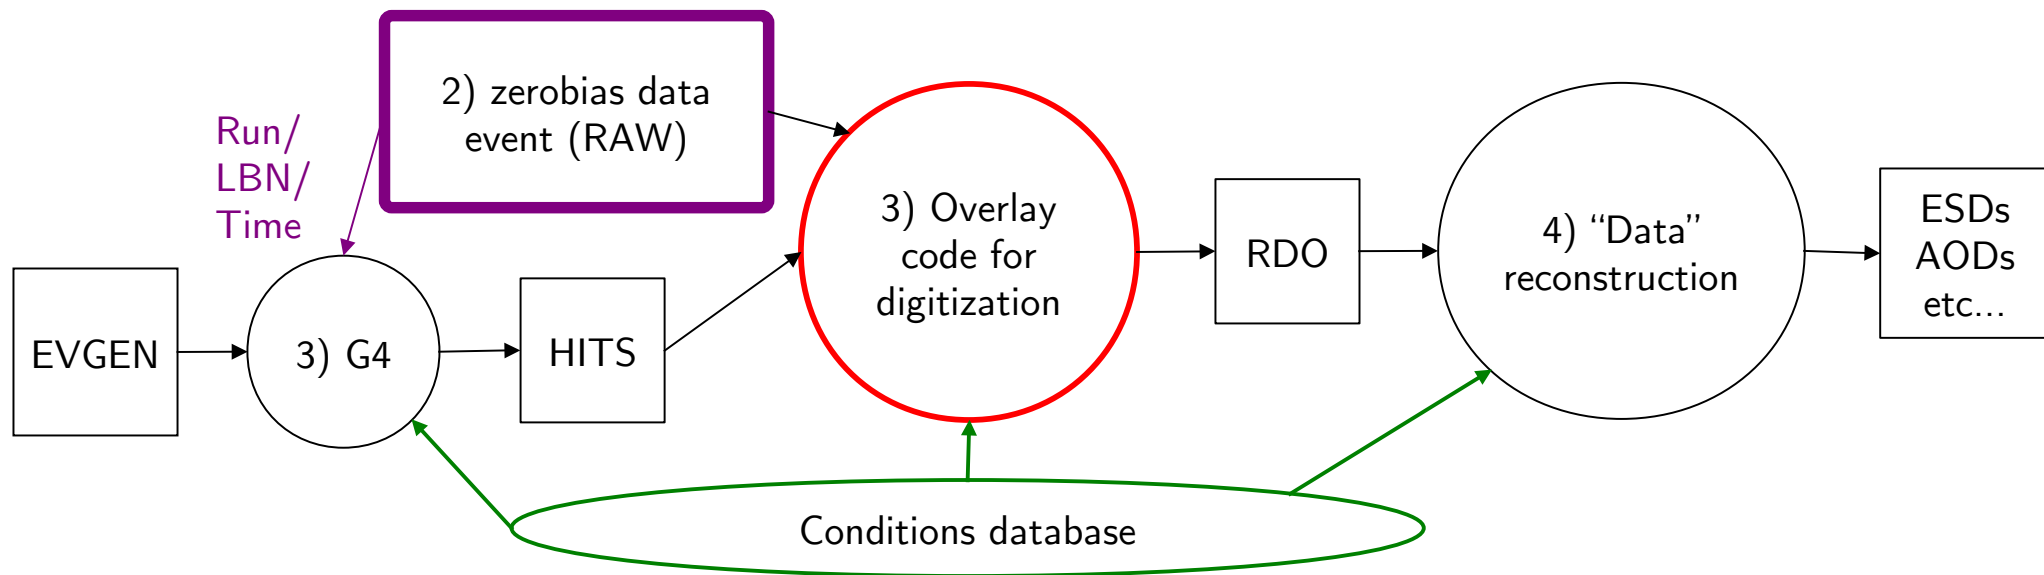 2) zerobias data
event (RAW)
Run/
LBN/
Time
EVGEN
3) G4
HITS
3) Overlay
code for
digitization
RDO
4) “Data”
reconstruction
ESDs
AODs
etc...
Conditions database